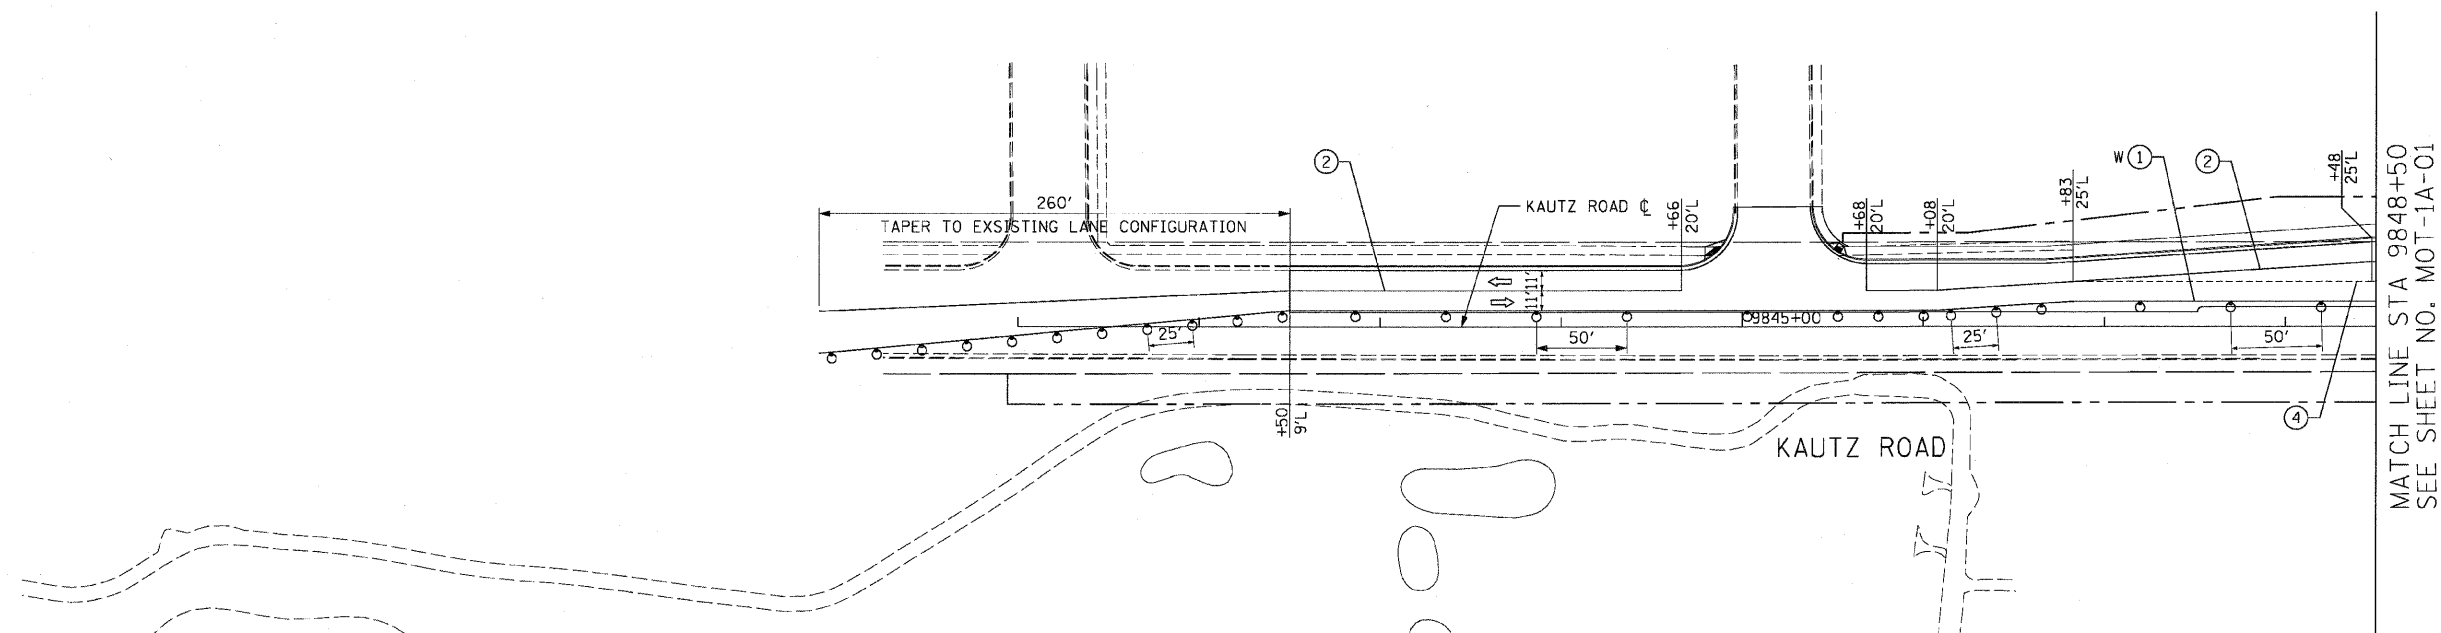 260'
TAPER TO EXSISTING LANE CONFIGURATION
2
KAUTZ ROAD ℄
+66
20'L
+68
20'L
+08
20'L
+83
25'L
W 1
2
+48
25'L
11' 11'
25'
50'
9845+00
25'
50'
+50
9'L
4
KAUTZ ROAD
MATCH LINE STA 9848+50
SEE SHEET NO. MOT-1A-01